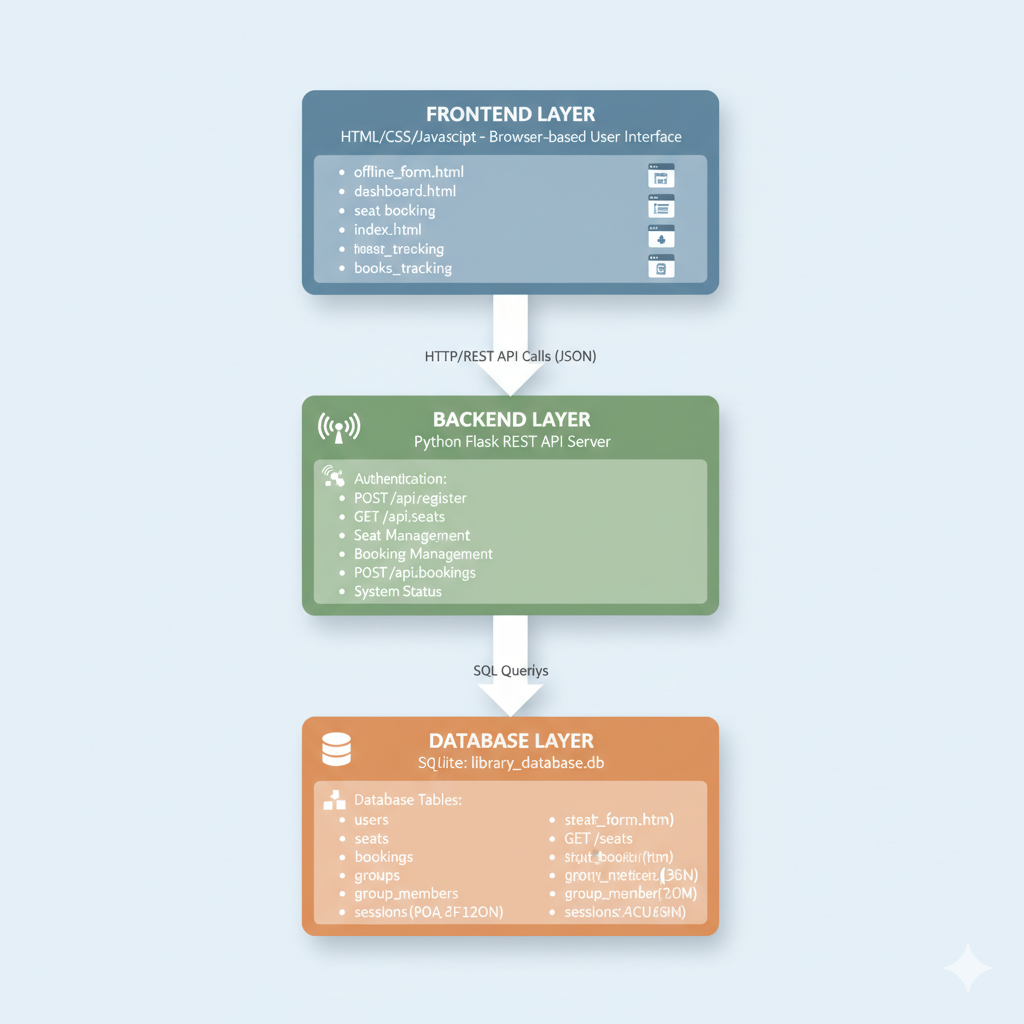 FRONTEND LAYER
HTML/CSS/Javascipt - Browser-based User Interface
• offline_form.html
• dashboard.html
• seat booking
• index.html
• books_tracking
HTTP/REST API Calls (JSON)
BACKEND LAYER
Python Flask REST API Server
Authentication:
• POST /api/register
• GET /api.seats
• Seat Management
• Booking Management
• POST /api.bookings
• System Status
SQL Queriys
DATABASE LAYER
SQLite: library_database.db
Database Tables:
• users
• seats
• bookings
• groups
• group_members
• sessions
• GET /seats